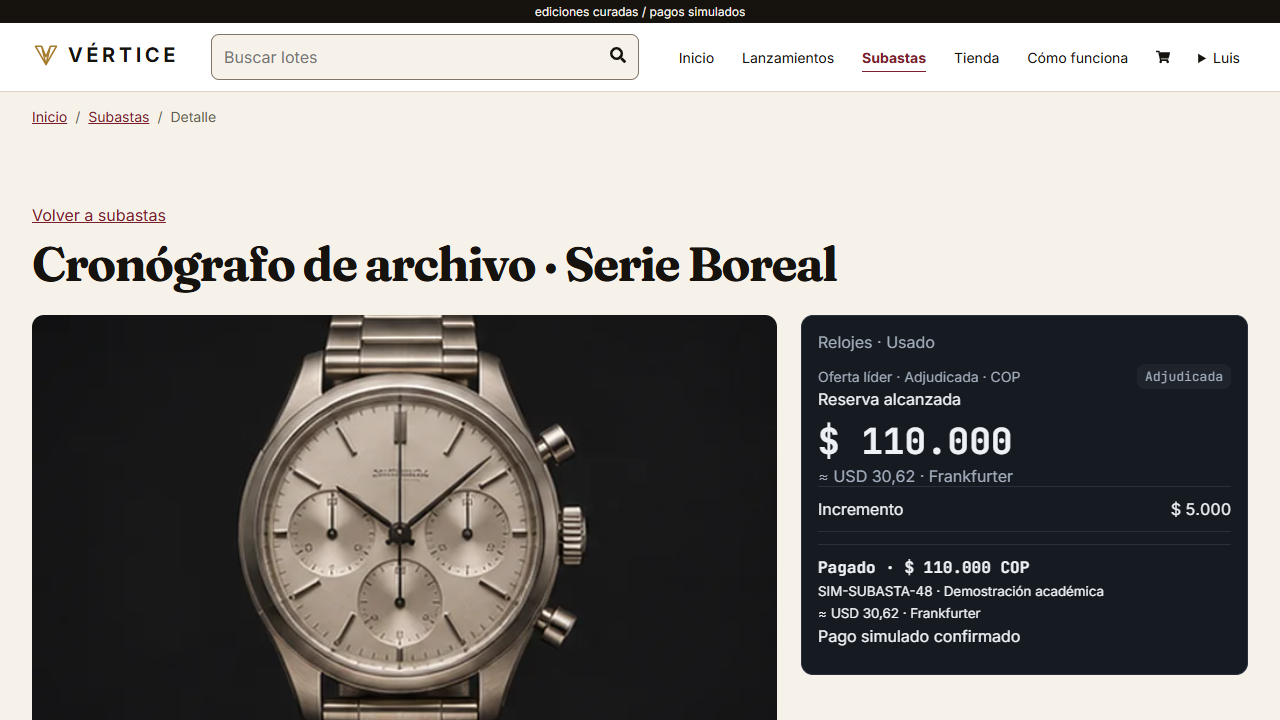 ediciones curadas / pagos simulados
VÉRTICE
Buscar lotes
Inicio
Lanzamientos
Subastas
Tienda
Cómo funciona
Luis
Inicio / Subastas / Detalle
Volver a subastas
Cronógrafo de archivo · Serie Boreal
Relojes · Usado
Oferta líder · Adjudicada · COP
Adjudicada
Reserva alcanzada
$ 110.000
≈ USD 30,62 · Frankfurter
Incremento
$ 5.000
Pagado · $ 110.000 COP
SIM-SUBASTA-48 · Demostración académica
≈ USD 30,62 · Frankfurter
Pago simulado confirmado